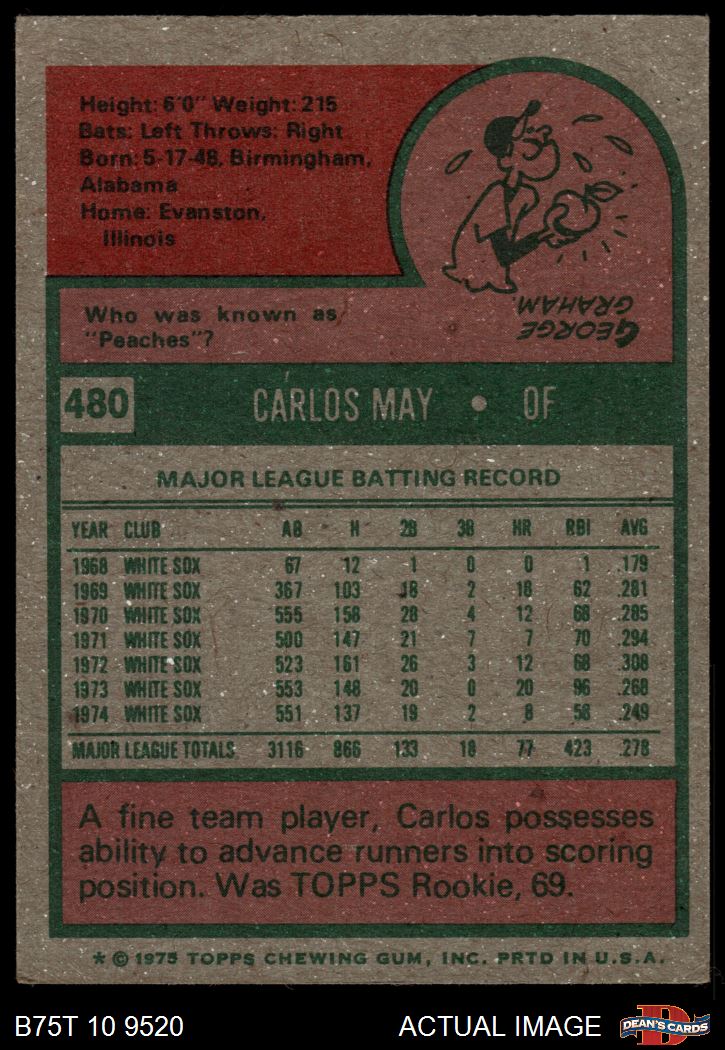 Height: 6'0" Weight: 215
Bats: Left Throws: Right
Born: 5-17-48, Birmingham,
Alabama
Home: Evanston,
Illinois
Who was known as
"Peaches"?
GEORGE
GRAHAM.
480 CARLOS MAY • OF
MAJOR LEAGUE BATTING RECORD
YEAR CLUB AB H 2B 3B HR RBI AVG
1968 WHITE SOX 67 12 1 0 0 1 .179
1969 WHITE SOX 367 103 18 2 18 62 .281
1970 WHITE SOX 555 158 28 4 12 68 .285
1971 WHITE SOX 500 147 21 7 7 70 .294
1972 WHITE SOX 523 161 26 3 12 68 .308
1973 WHITE SOX 553 148 20 0 20 96 .268
1974 WHITE SOX 551 137 19 2 8 58 .249
MAJOR LEAGUE TOTALS 3116 866 133 18 77 423 .278
A fine team player, Carlos possesses
ability to advance runners into scoring
position. Was TOPPS Rookie, 69.
* © 1975 TOPPS CHEWING GUM, INC. PRTD IN U.S.A.
B75T 10 9520 ACTUAL IMAGE D DEAN'S CARDS